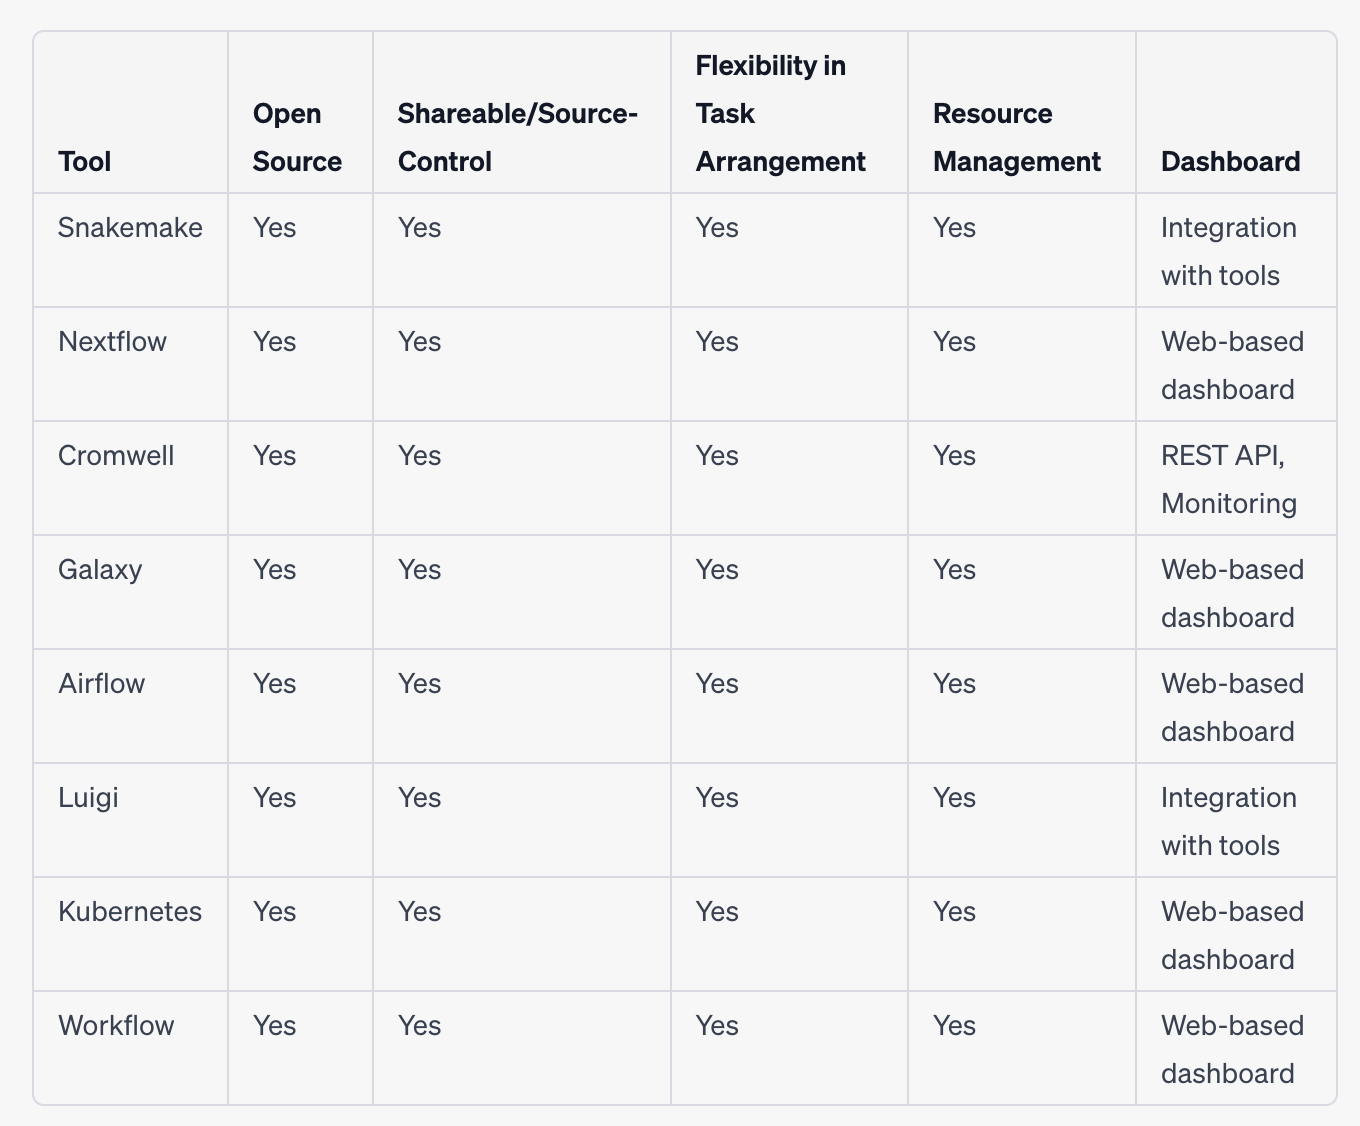 Tool
Open Source
Shareable/Source-Control
Flexibility in Task Arrangement
Resource Management
Dashboard
Snakemake Yes Yes Yes Yes Integration
with tools
Nextflow Yes Yes Yes Yes Web-based
dashboard
Cromwell Yes Yes Yes Yes REST API,
Monitoring
Galaxy Yes Yes Yes Yes Web-based
dashboard
Airflow Yes Yes Yes Yes Web-based
dashboard
Luigi Yes Yes Yes Yes Integration
with tools
Kubernetes Yes Yes Yes Yes Web-based
dashboard
Workflow Yes Yes Yes Yes Web-based
dashboard